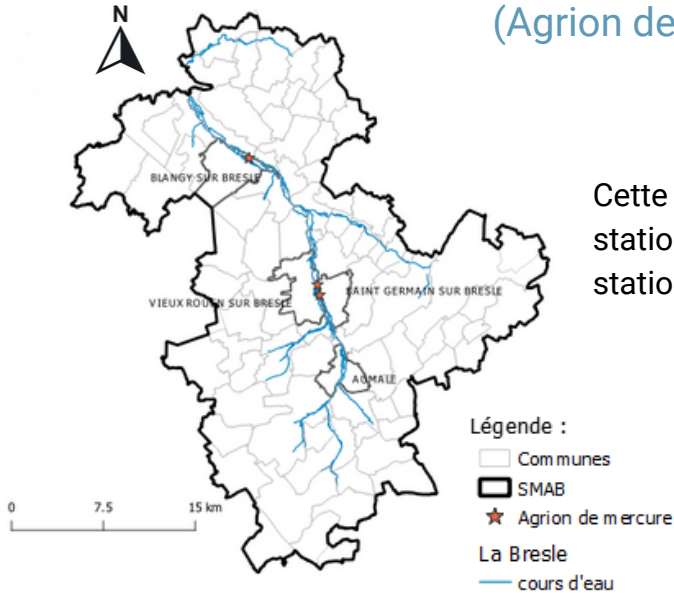 (Agrion de
N
Cette
statio
statio
BLANGY SUR BRESLE
VIEUX ROUEN SUR BRESLE
SAINT GERMAIN SUR BRESLE
AUMALE
Légende :
Communes
SMAB
Agrion de mercure
La Bresle
cours d'eau
0 7.5 15 km